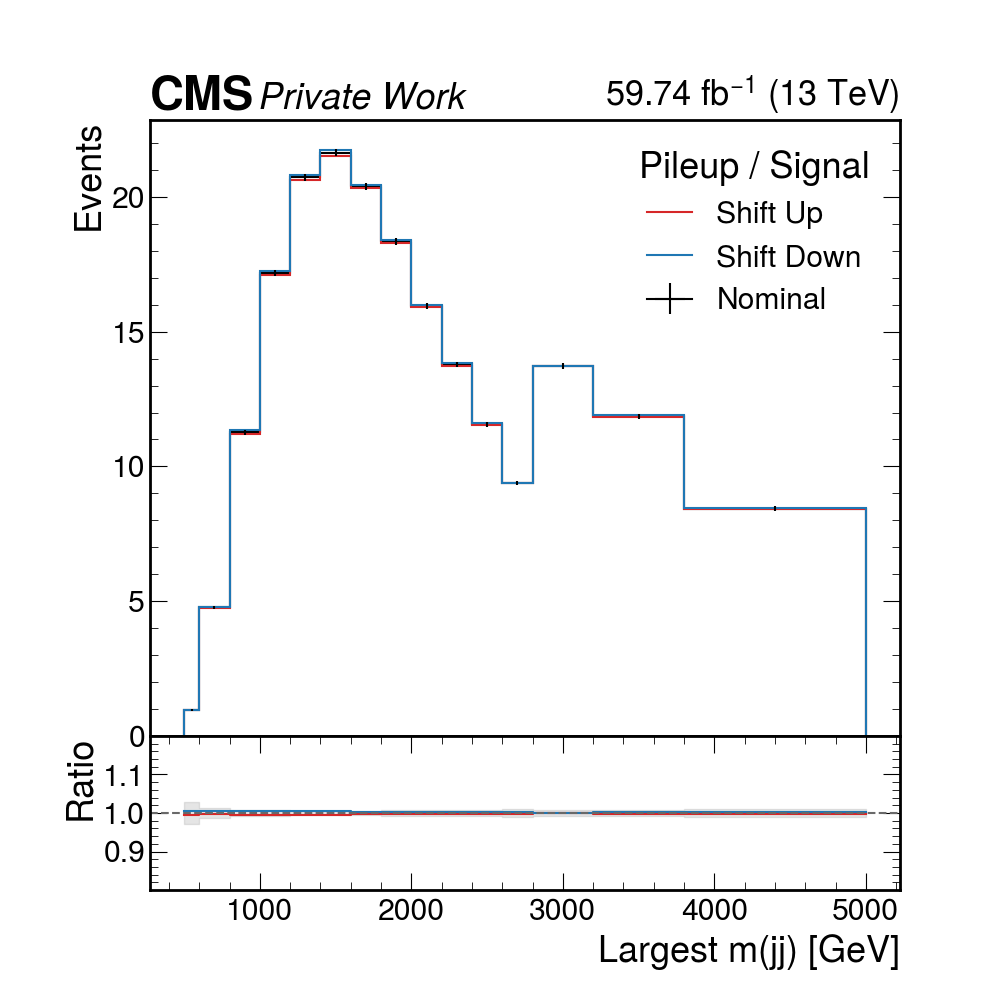 CMS Private Work 59.74 fb⁻¹ (13 TeV)
Events
Pileup / Signal
Shift Up
Shift Down
Nominal
20
15
10
5
0
Ratio
1.1
1.0
0.9
1000 2000 3000 4000 5000
Largest m(jj) [GeV]